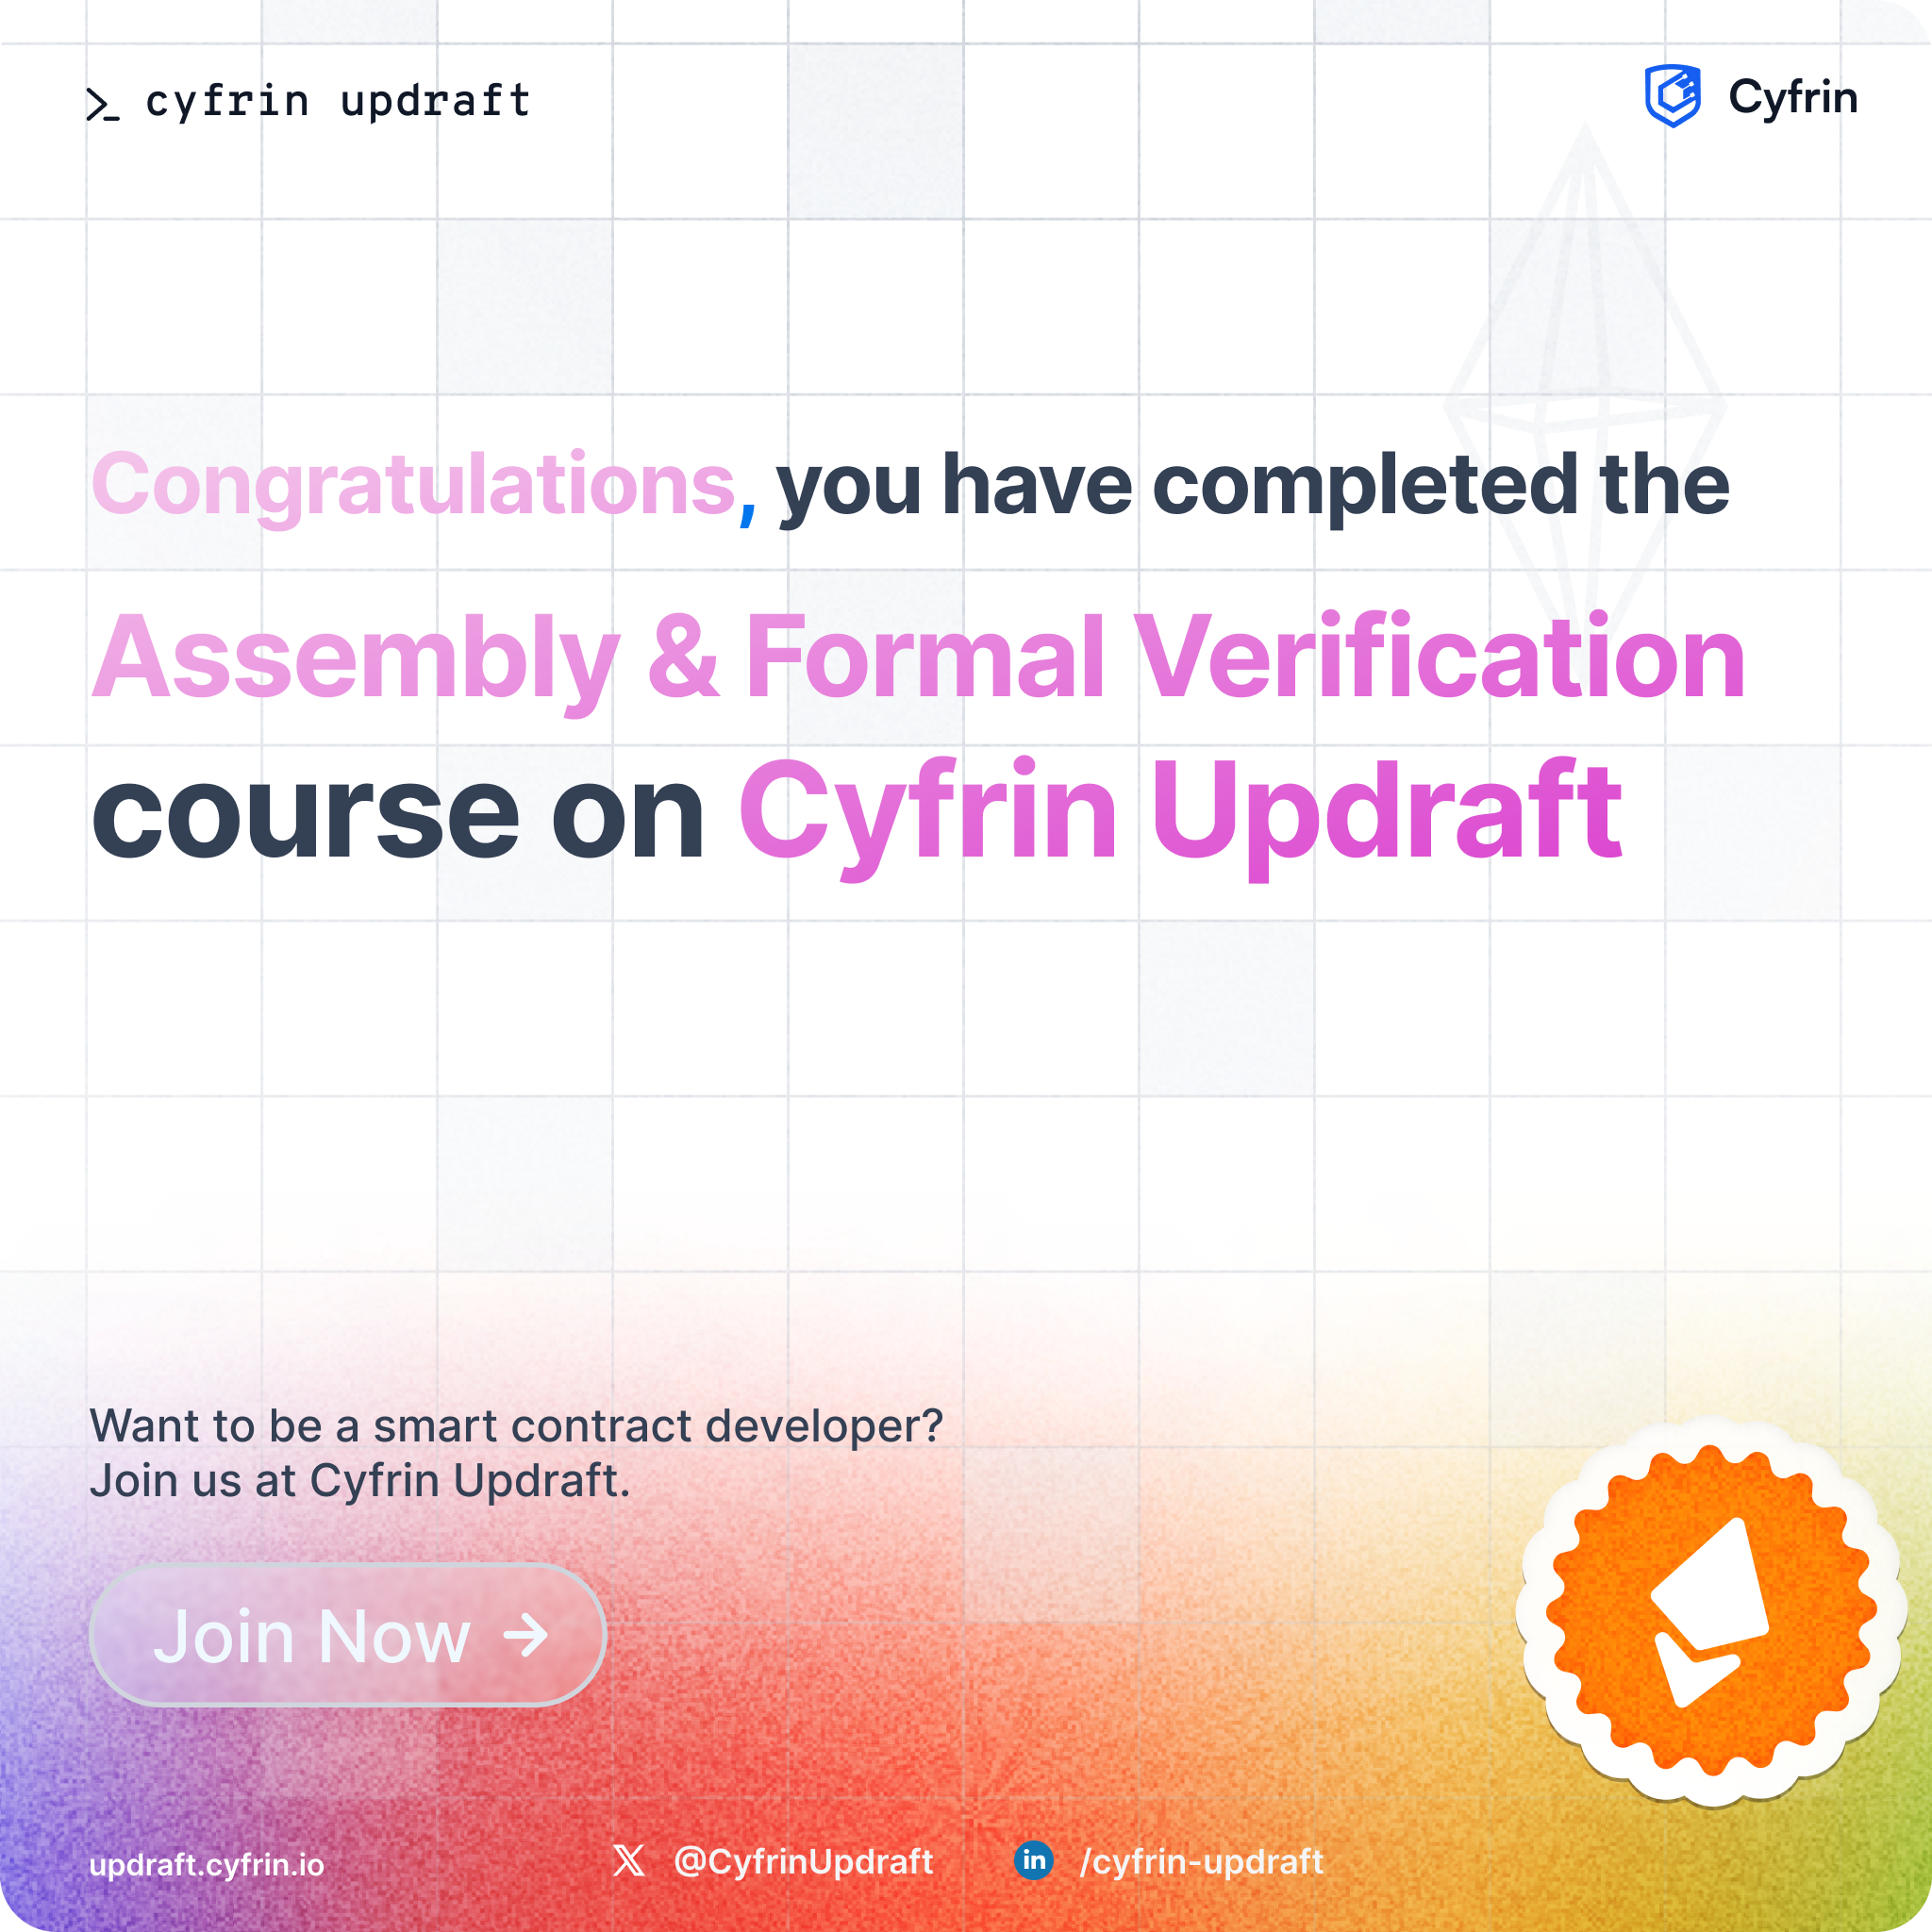 >_ cyfrin updraft
Cyfrin
Congratulations, you have completed the
Assembly & Formal Verification
course on Cyfrin Updraft
Want to be a smart contract developer?
Join us at Cyfrin Updraft.
Join Now →
updraft.cyfrin.io
X @CyfrinUpdraft
in /cyfrin-updraft